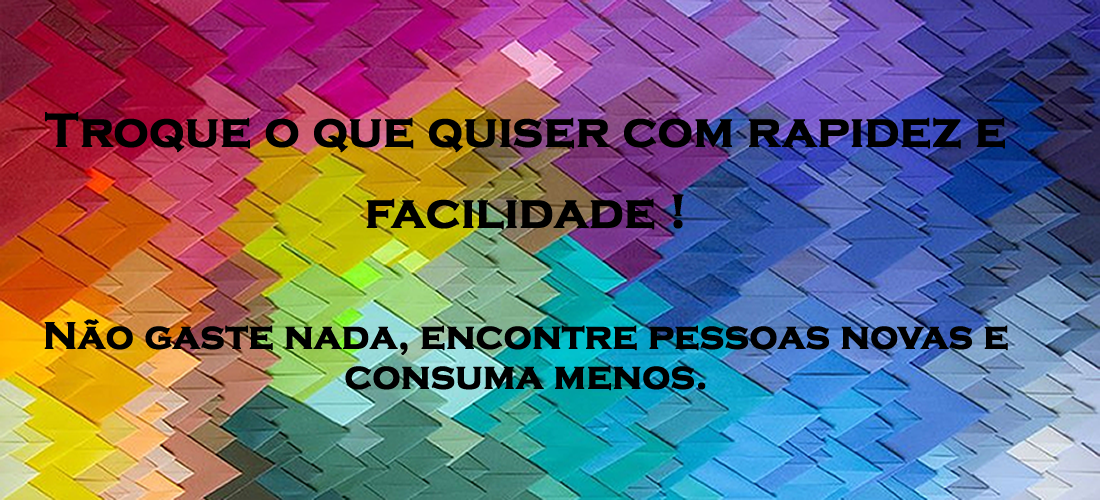 Troque o que quiser com rapidez e
facilidade !
Não gaste nada, encontre pessoas novas e
consuma menos.